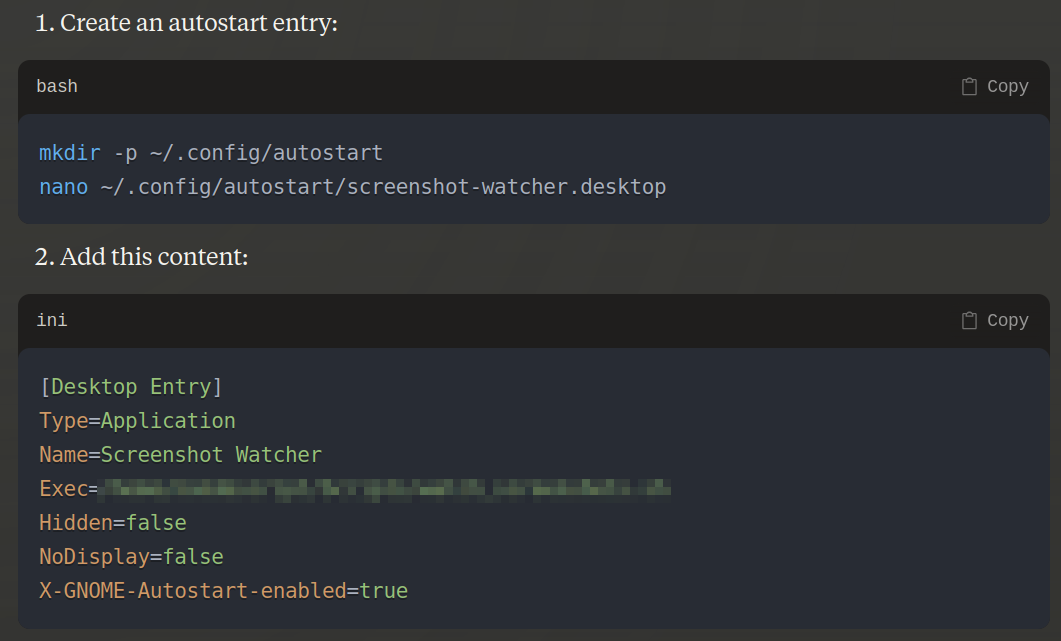 1. Create an autostart entry:
bash
Copy
mkdir -p ~/.config/autostart
nano ~/.config/autostart/screenshot-watcher.desktop
2. Add this content:
ini
Copy
[Desktop Entry]
Type=Application
Name=Screenshot Watcher
Exec=
Hidden=false
NoDisplay=false
X-GNOME-Autostart-enabled=true